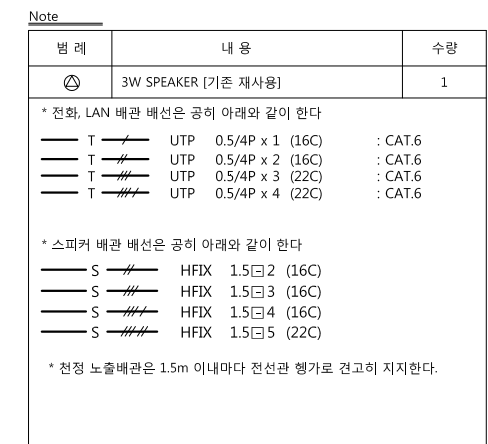 Note
범 례 내 용 수량
3W SPEAKER [기존 재사용] 1
* 전화, LAN 배관 배선은 공히 아래와 같이 한다
T UTP 0.5/4P x 1 (16C) : CAT.6
T UTP 0.5/4P x 2 (16C) : CAT.6
T UTP 0.5/4P x 3 (22C) : CAT.6
T UTP 0.5/4P x 4 (22C) : CAT.6
* 스피커 배관 배선은 공히 아래와 같이 한다
S HFIX 1.5⊟2 (16C)
S HFIX 1.5⊟3 (16C)
S HFIX 1.5⊟4 (16C)
S HFIX 1.5⊟5 (22C)
* 천정 노출배관은 1.5m 이내마다 전선관 행가로 견고히 지지한다.